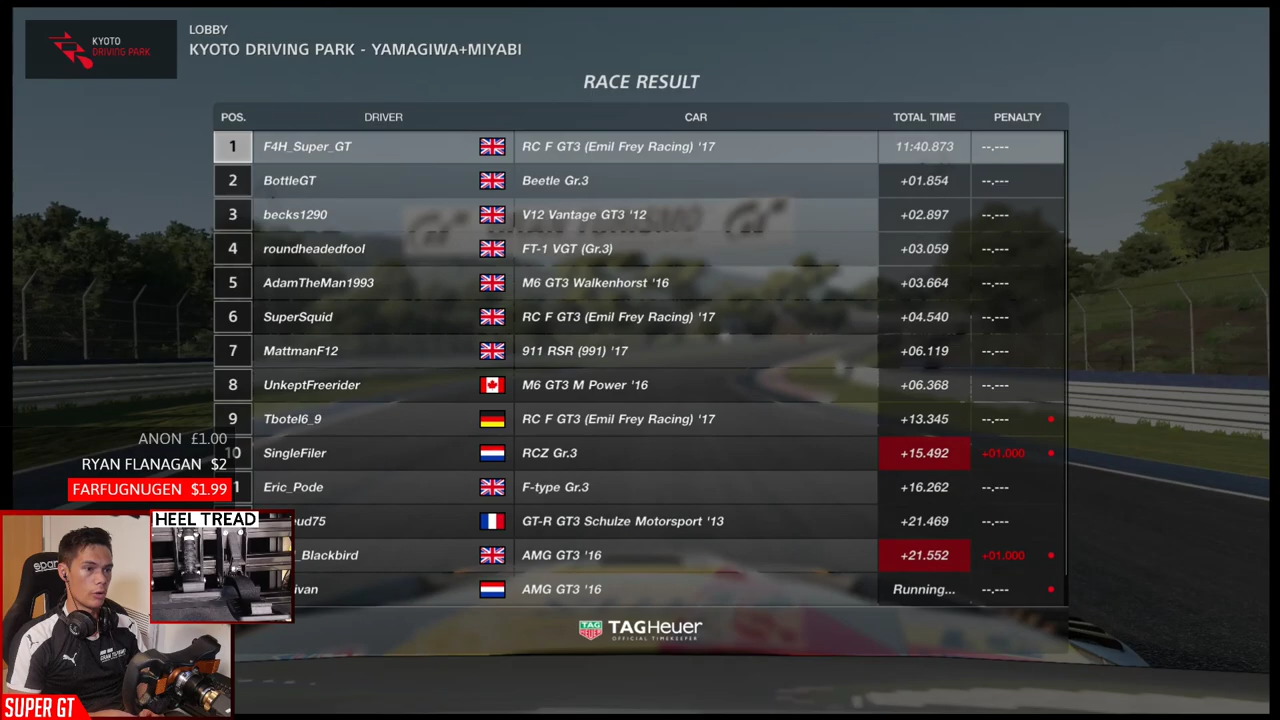 KYOTO
DRIVING PARK
LOBBY
KYOTO DRIVING PARK - YAMAGIWA+MIYABI
RACE RESULT
POS. DRIVER CAR TOTAL TIME PENALTY
1 F4H_Super_GT RC F GT3 (Emil Frey Racing) '17 11:40.873 --.---
2 BottleGT Beetle Gr.3 +01.854 --.---
3 becks1290 V12 Vantage GT3 '12 +02.897 --.---
4 roundheadedfool FT-1 VGT (Gr.3) +03.059 --.---
5 AdamTheMan1993 M6 GT3 Walkenhorst '16 +03.664 --.---
6 SuperSquid RC F GT3 (Emil Frey Racing) '17 +04.540 --.---
7 MattmanF12 911 RSR (991) '17 +06.119 --.---
8 UnkeptFreerider M6 GT3 M Power '16 +06.368 --.---
9 Tbotel6_9 RC F GT3 (Emil Frey Racing) '17 +13.345 --.---
10 SingleFiler RCZ Gr.3 +15.492 +01.000
1 Eric_Pode F-type Gr.3 +16.262 --.---
ud75 GT-R GT3 Schulze Motorsport '13 +21.469 --.---
_Blackbird AMG GT3 '16 +21.552 +01.000
ivan AMG GT3 '16 Running... --.---
ANON £1.00
RYAN FLANAGAN $2
FARFUGNUGEN $1.99
HEEL TREAD
SUPER GT
TAG
HEUER
TAGHeuer
OFFICIAL TIMEKEEPER